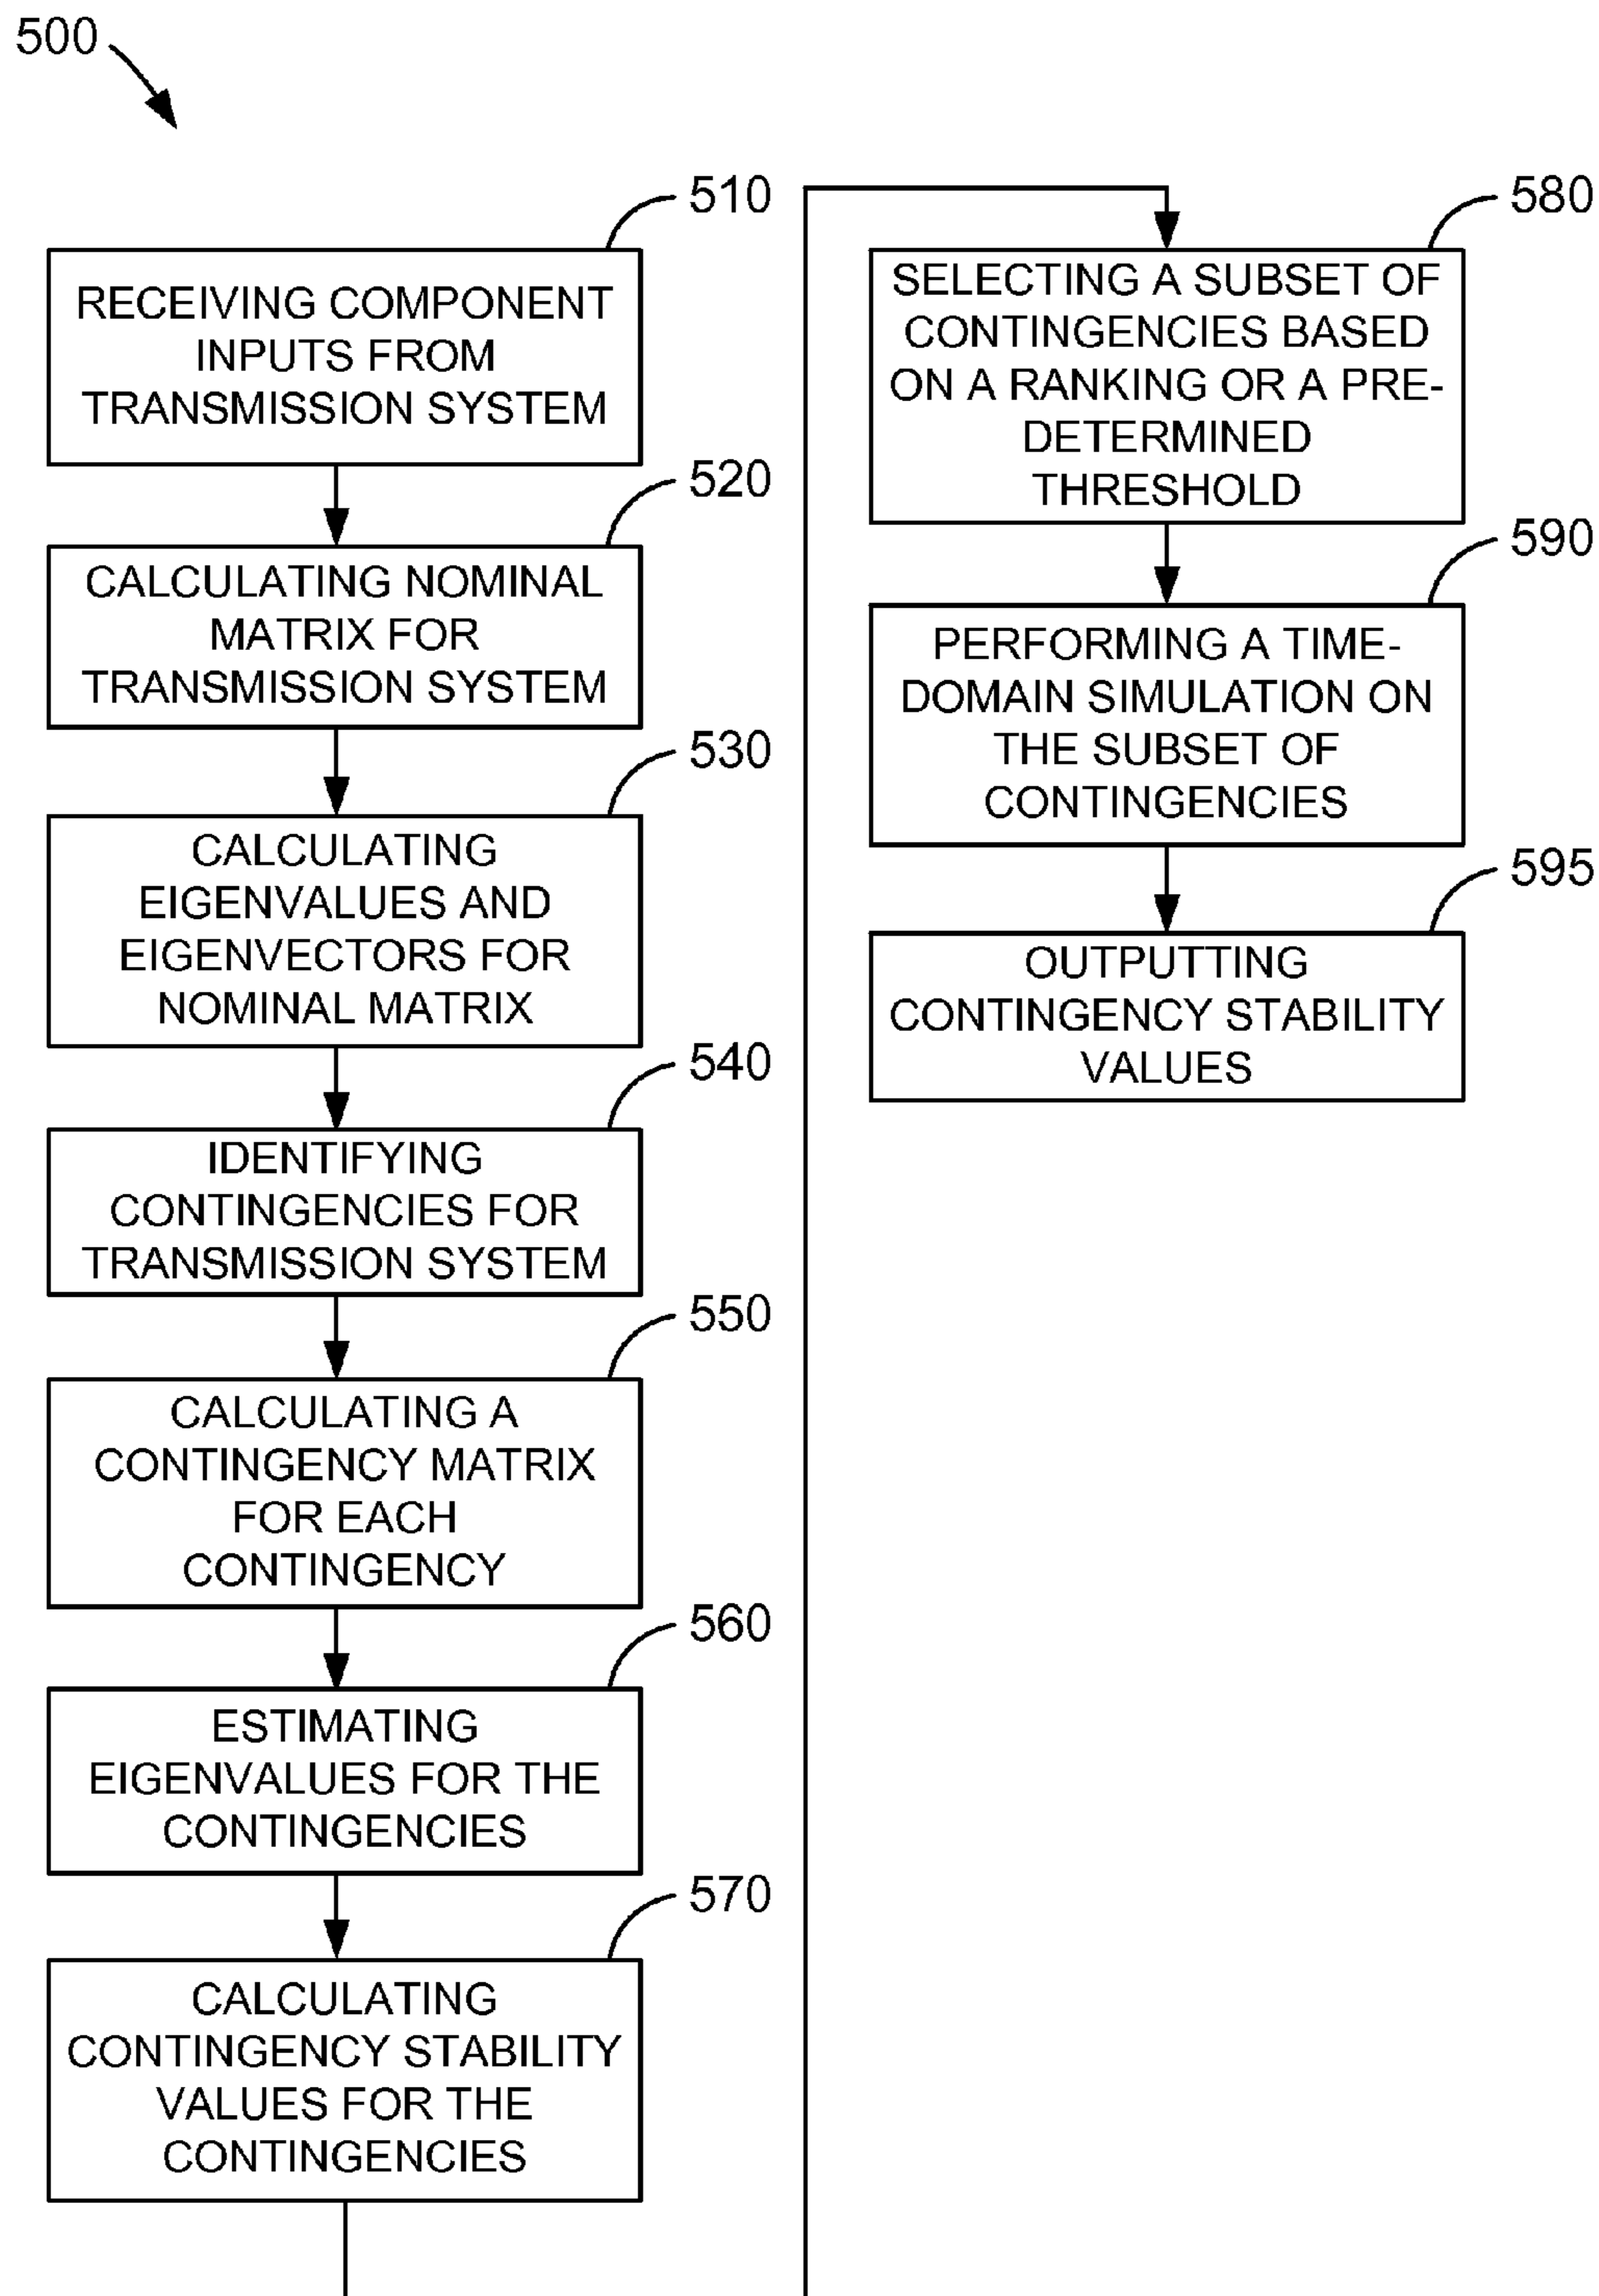 500
510
RECEIVING COMPONENT
INPUTS FROM
TRANSMISSION SYSTEM
520
CALCULATING NOMINAL
MATRIX FOR
TRANSMISSION SYSTEM
530
CALCULATING
EIGENVALUES AND
EIGENVECTORS FOR
NOMINAL MATRIX
540
IDENTIFYING
CONTINGENCIES FOR
TRANSMISSION SYSTEM
550
CALCULATING A
CONTINGENCY MATRIX
FOR EACH
CONTINGENCY
560
ESTIMATING
EIGENVALUES FOR THE
CONTINGENCIES
570
CALCULATING
CONTINGENCY STABILITY
VALUES FOR THE
CONTINGENCIES
580
SELECTING A SUBSET OF
CONTINGENCIES BASED
ON A RANKING OR A PRE-
DETERMINED
THRESHOLD
590
PERFORMING A TIME-
DOMAIN SIMULATION ON
THE SUBSET OF
CONTINGENCIES
595
OUTPUTTING
CONTINGENCY STABILITY
VALUES